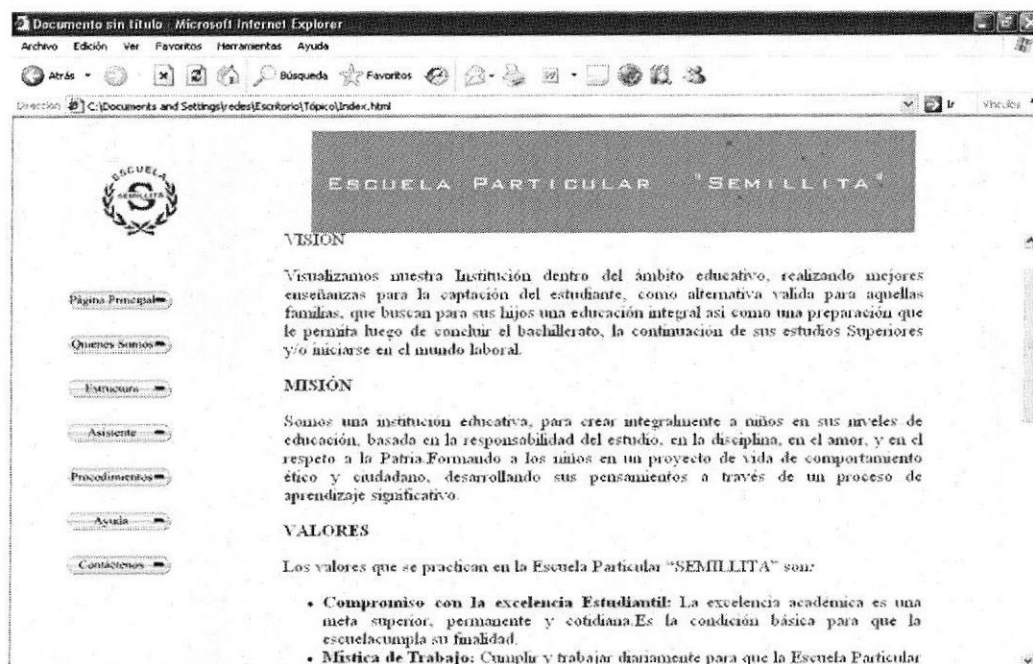 Documento sin título - Microsoft Internet Explorer
Archivo Edición Ver Favoritos Herramientas Ayuda
Atrás Búsqueda Favoritos
Dirección C:\Documents and Settings\redes\Escritorio\Tópico\Index.html Ir Vínculos
ESCUELA
SEMILLITA
S
ESCUELA PARTICULAR "SEMILLITA"
VISION
Visualizamos nuestra Institución dentro del ámbito educativo, realizando mejores
enseñanzas para la captación del estudiante, como alternativa valida para aquellas
familias, que buscan para sus hijos una educación integral asi como una preparación que
le permita luego de concluir el bachillerato, la continuación de sus estudios Superiores
y/o iniciarse en el mundo laboral.
MISIÓN
Somos una institución educativa, para crear integralmente a niños en sus niveles de
educación, basada en la responsabilidad del estudio, en la disciplina, en el amor, y en el
respeto a la Patria.Formando a los niños en un proyecto de vida de comportamiento
ético y ciudadano, desarrollando sus pensamientos a través de un proceso de
aprendizaje significativo.
VALORES
Los valores que se practican en la Escuela Particular "SEMILLITA" son:
• Compromiso con la excelencia Estudiantil: La excelencia académica es una
meta superior, permanente y cotidiana.Es la condición básica para que la
escuelacumpla su finalidad.
• Mística de Trabajo: Cumplir y trabajar diariamente para que la Escuela Particular
Página Principal
Quienes Somos
Estructura
Asistente
Procedimientos
Ayuda
Contáctenos